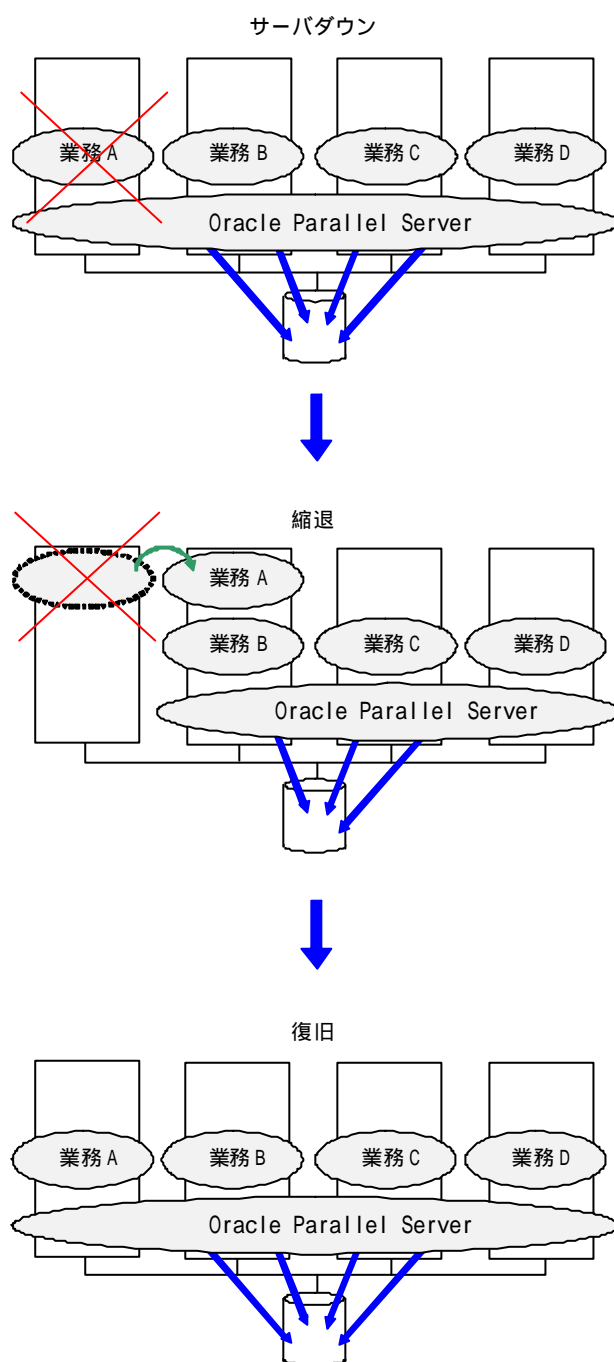 サーバダウン
業務A 業務B 業務C 業務D
Oracle Parallel Server
縮退
業務A
業務B 業務C 業務D
Oracle Parallel Server
復旧
業務A 業務B 業務C 業務D
Oracle Parallel Server